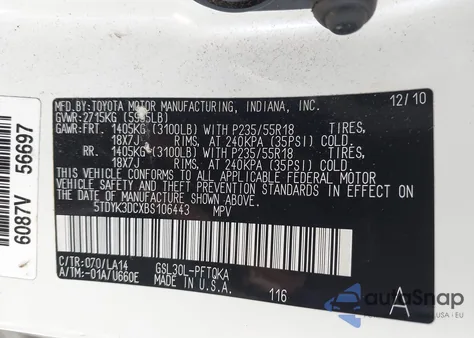 MFD.BY:TOYOTA MOTOR MANUFACTURING, INDIANA, INC.
12/10
GVWR:2715KG (5985LB)
GAWR:FRT. 1405KG (3100LB) WITH P235/55R18 TIRES,
18X7J RIMS, AT 240KPA (35PSI) COLD
RR. 1405KG (3100LB) WITH P235/55R18 TIRES,
18X7J RIMS, AT 240KPA (35PSI) COLD
THIS VEHICLE CONFORMS TO ALL APPLICABLE FEDERAL MOTOR
VEHICLE SAFETY, BUMPER, AND THEFT PREVENTION STANDARDS
IN EFFECT ON THE DATE OF MANUFACTURE SHOWN ABOVE.
5TDYK3DCXBS106443 MPV
C/TR:070/LA14 GSL30L-PFTQKA
A/TM:-01A/U660E MADE IN U.S.A. 116
A
6087V 56697
autoSnap